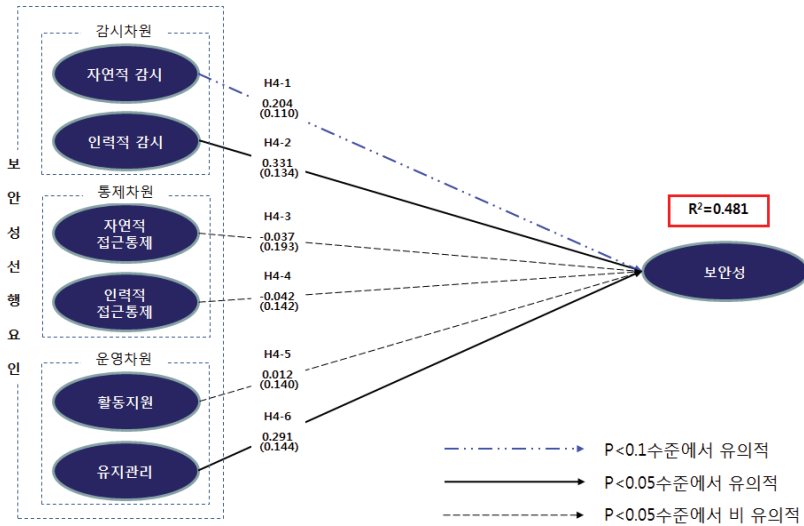 보안성선행요인
감시차원
자연적 감시
인력적 감시
통제차원
자연적
접근통제
인력적
접근통제
운영차원
활동지원
유지관리
H4-1
0.204
(0.110)
H4-2
0.331
(0.134)
H4-3
-0.037
(0.193)
H4-4
-0.042
(0.142)
H4-5
0.012
(0.140)
H4-6
0.291
(0.144)
R²=0.481
보안성
P<0.1수준에서 유의적
P<0.05수준에서 유의적
P<0.05수준에서 비 유의적